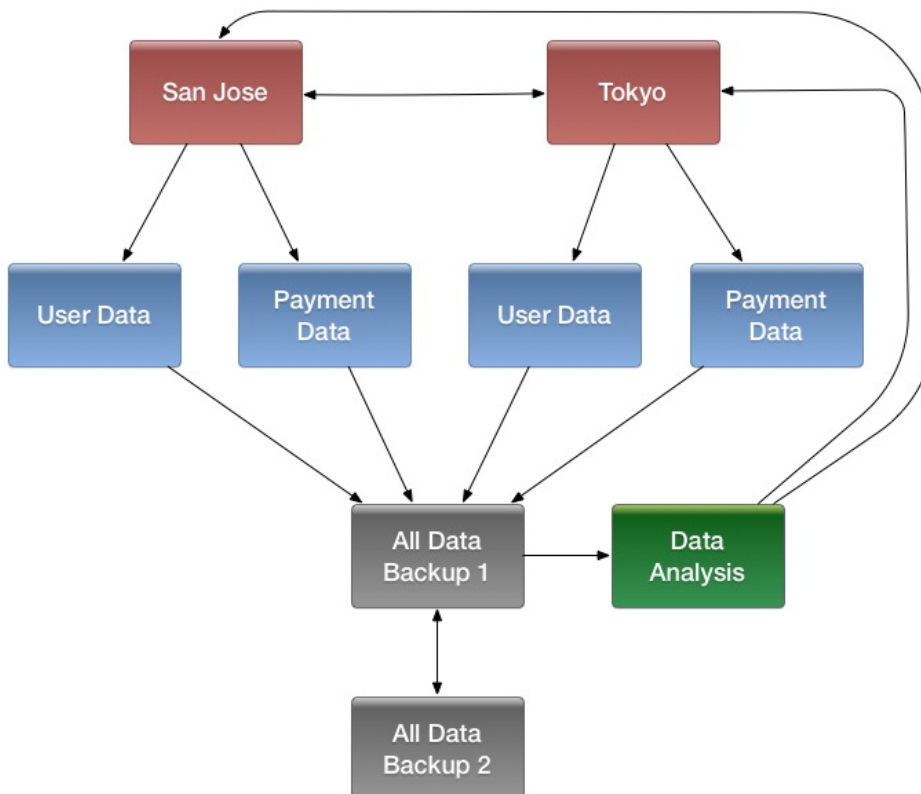 San Jose
Tokyo
User Data
Payment
Data
User Data
Payment
Data
All Data
Backup 1
Data
Analysis
All Data
Backup 2